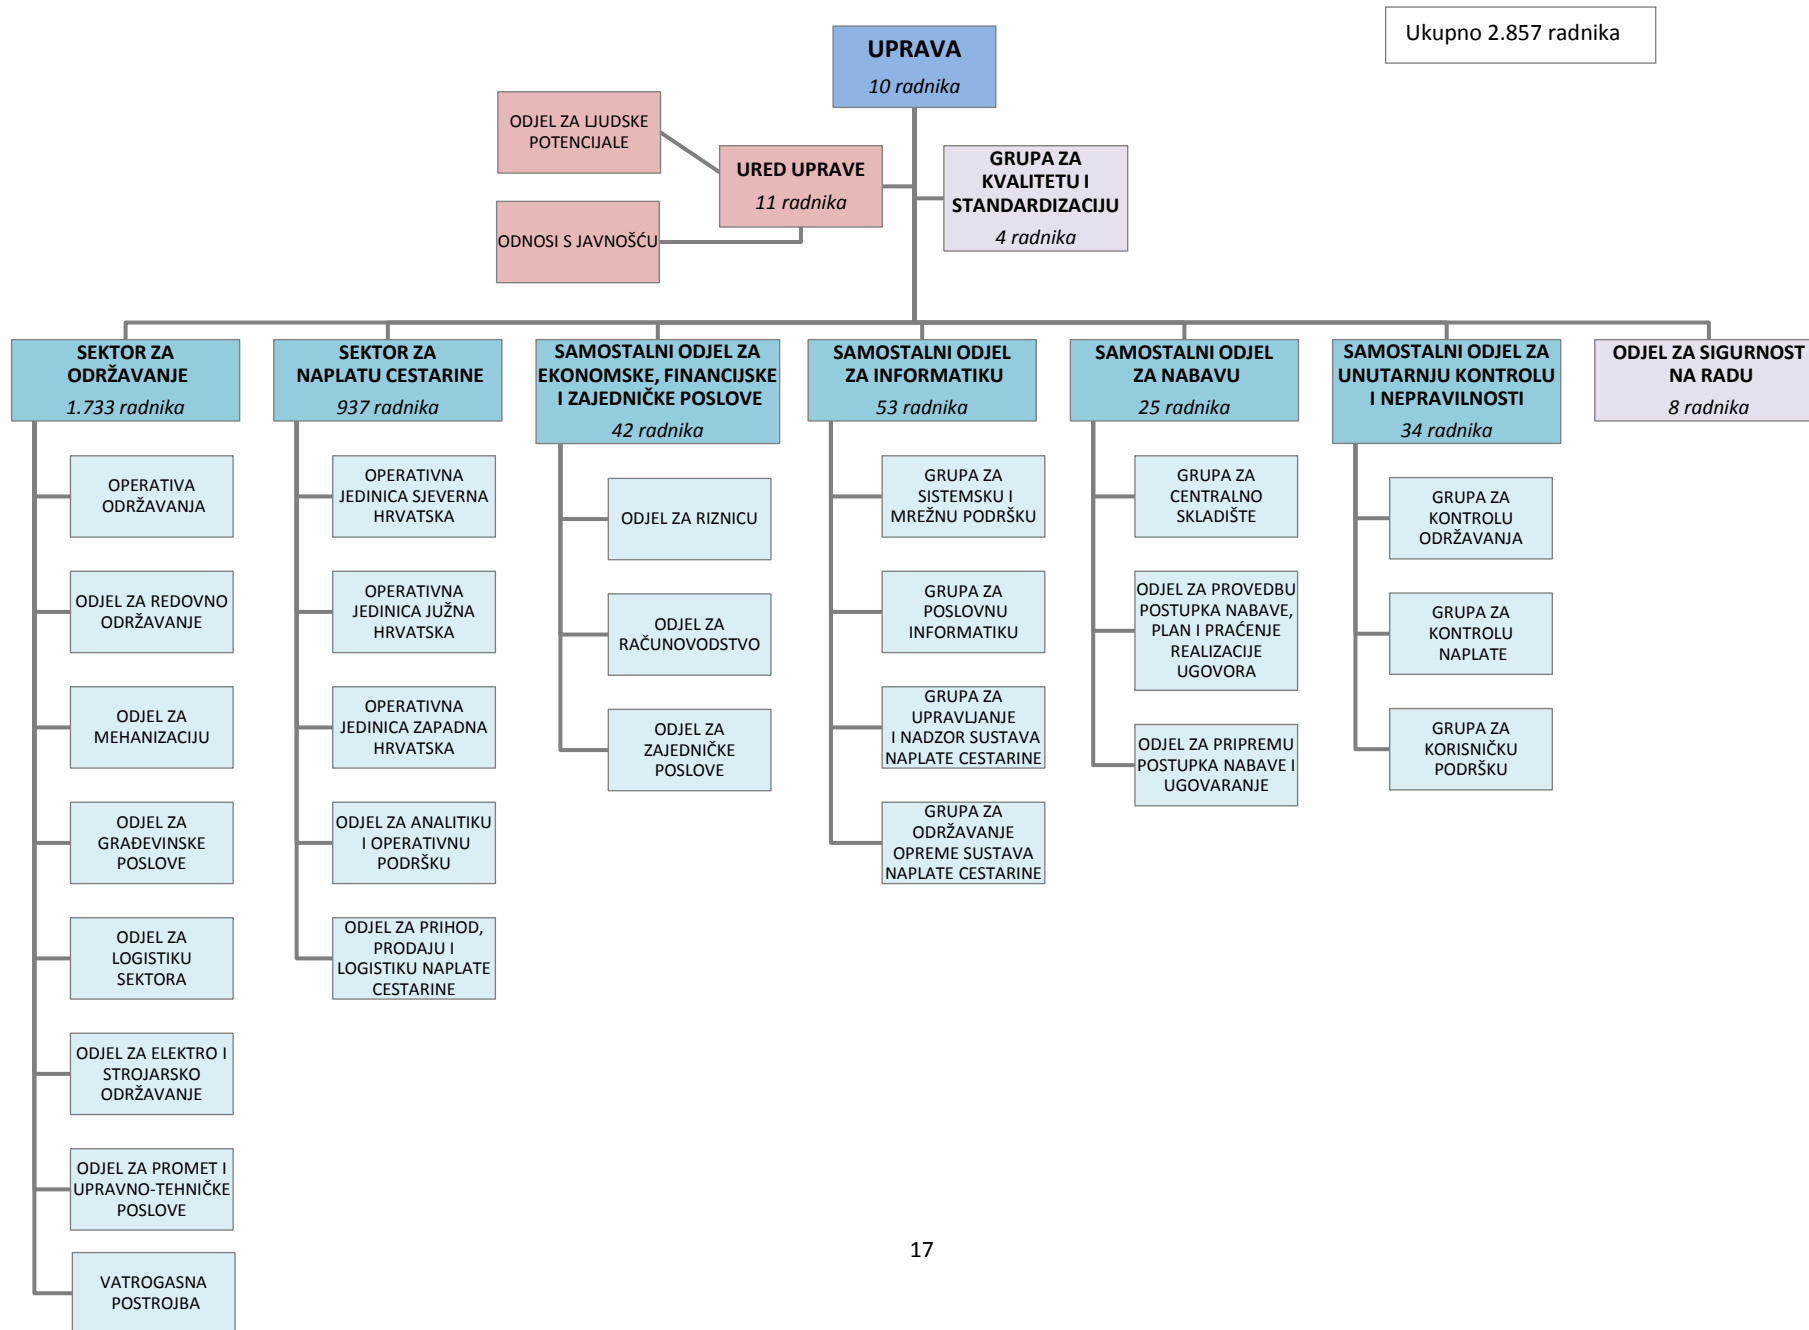 Ukupno 2.857 radnika
UPRAVA
10 radnika
ODJEL ZA LJUDSKE
POTENCIJALE
URED UPRAVE
11 radnika
GRUPA ZA
KVALITETU I
STANDARDIZACIJU
4 radnika
ODNOSI S JAVNOŠĆU
SEKTOR ZA
ODRŽAVANJE
1.733 radnika
SEKTOR ZA
NAPLATU CESTARINE
937 radnika
SAMOSTALNI ODJEL ZA
EKONOMSKE, FINANCIJSKE
I ZAJEDNIČKE POSLOVE
42 radnika
SAMOSTALNI ODJEL
ZA INFORMATIKU
53 radnika
SAMOSTALNI ODJEL
ZA NABAVU
25 radnika
SAMOSTALNI ODJEL ZA
UNUTARNJU KONTROLU
I NEPRAVILNOSTI
34 radnika
ODJEL ZA SIGURNOST
NA RADU
8 radnika
OPERATIVA
ODRŽAVANJA
ODJEL ZA REDOVNO
ODRŽAVANJE
ODJEL ZA
MEHANIZACIJU
ODJEL ZA
GRAĐEVINSKE
POSLOVE
ODJEL ZA
LOGISTIKU
SEKTORA
ODJEL ZA ELEKTRO I
STROJARSKO
ODRŽAVANJE
ODJEL ZA PROMET I
UPRAVNO-TEHNIČKE
POSLOVE
VATROGASNA
POSTROJBA
OPERATIVNA
JEDINICA SJEVERNA
HRVATSKA
OPERATIVNA
JEDINICA JUŽNA
HRVATSKA
OPERATIVNA
JEDINICA ZAPADNA
HRVATSKA
ODJEL ZA ANALITIKU
I OPERATIVNU
PODRŠKU
ODJEL ZA PRIHOD,
PRODAJU I
LOGISTIKU NAPLATE
CESTARINE
ODJEL ZA RIZNICU
ODJEL ZA
RAČUNOVODSTVO
ODJEL ZA
ZAJEDNIČKE
POSLOVE
GRUPA ZA
SISTEMSKU I
MREŽNU PODRŠKU
GRUPA ZA
POSLOVNU
INFORMATIKU
GRUPA ZA
UPRAVLJANJE
I NADZOR SUSTAVA
NAPLATE CESTARINE
GRUPA ZA
ODRŽAVANJE
OPREME SUSTAVA
NAPLATE CESTARINE
GRUPA ZA
CENTRALNO
SKLADIŠTE
ODJEL ZA PROVEDBU
POSTUPKA NABAVE,
PLAN I PRAĆENJE
REALIZACIJE
UGOVORA
ODJEL ZA PRIPREMU
POSTUPKA NABAVE I
UGOVARANJE
GRUPA ZA
KONTROLU
ODRŽAVANJA
GRUPA ZA
KONTROLU
NAPLATE
GRUPA ZA
KORISNIČKU
PODRŠKU
17